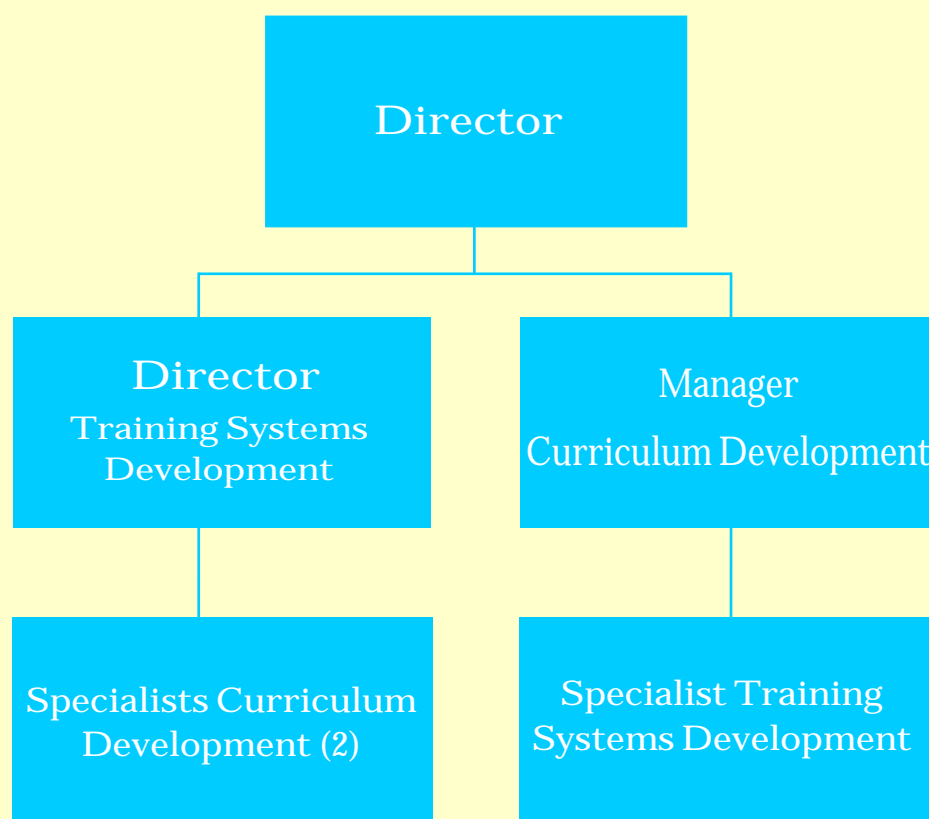 Director
Director
Training Systems
Development
Manager
Curriculum Development
Specialists Curriculum
Development (2)
Specialist Training
Systems Development